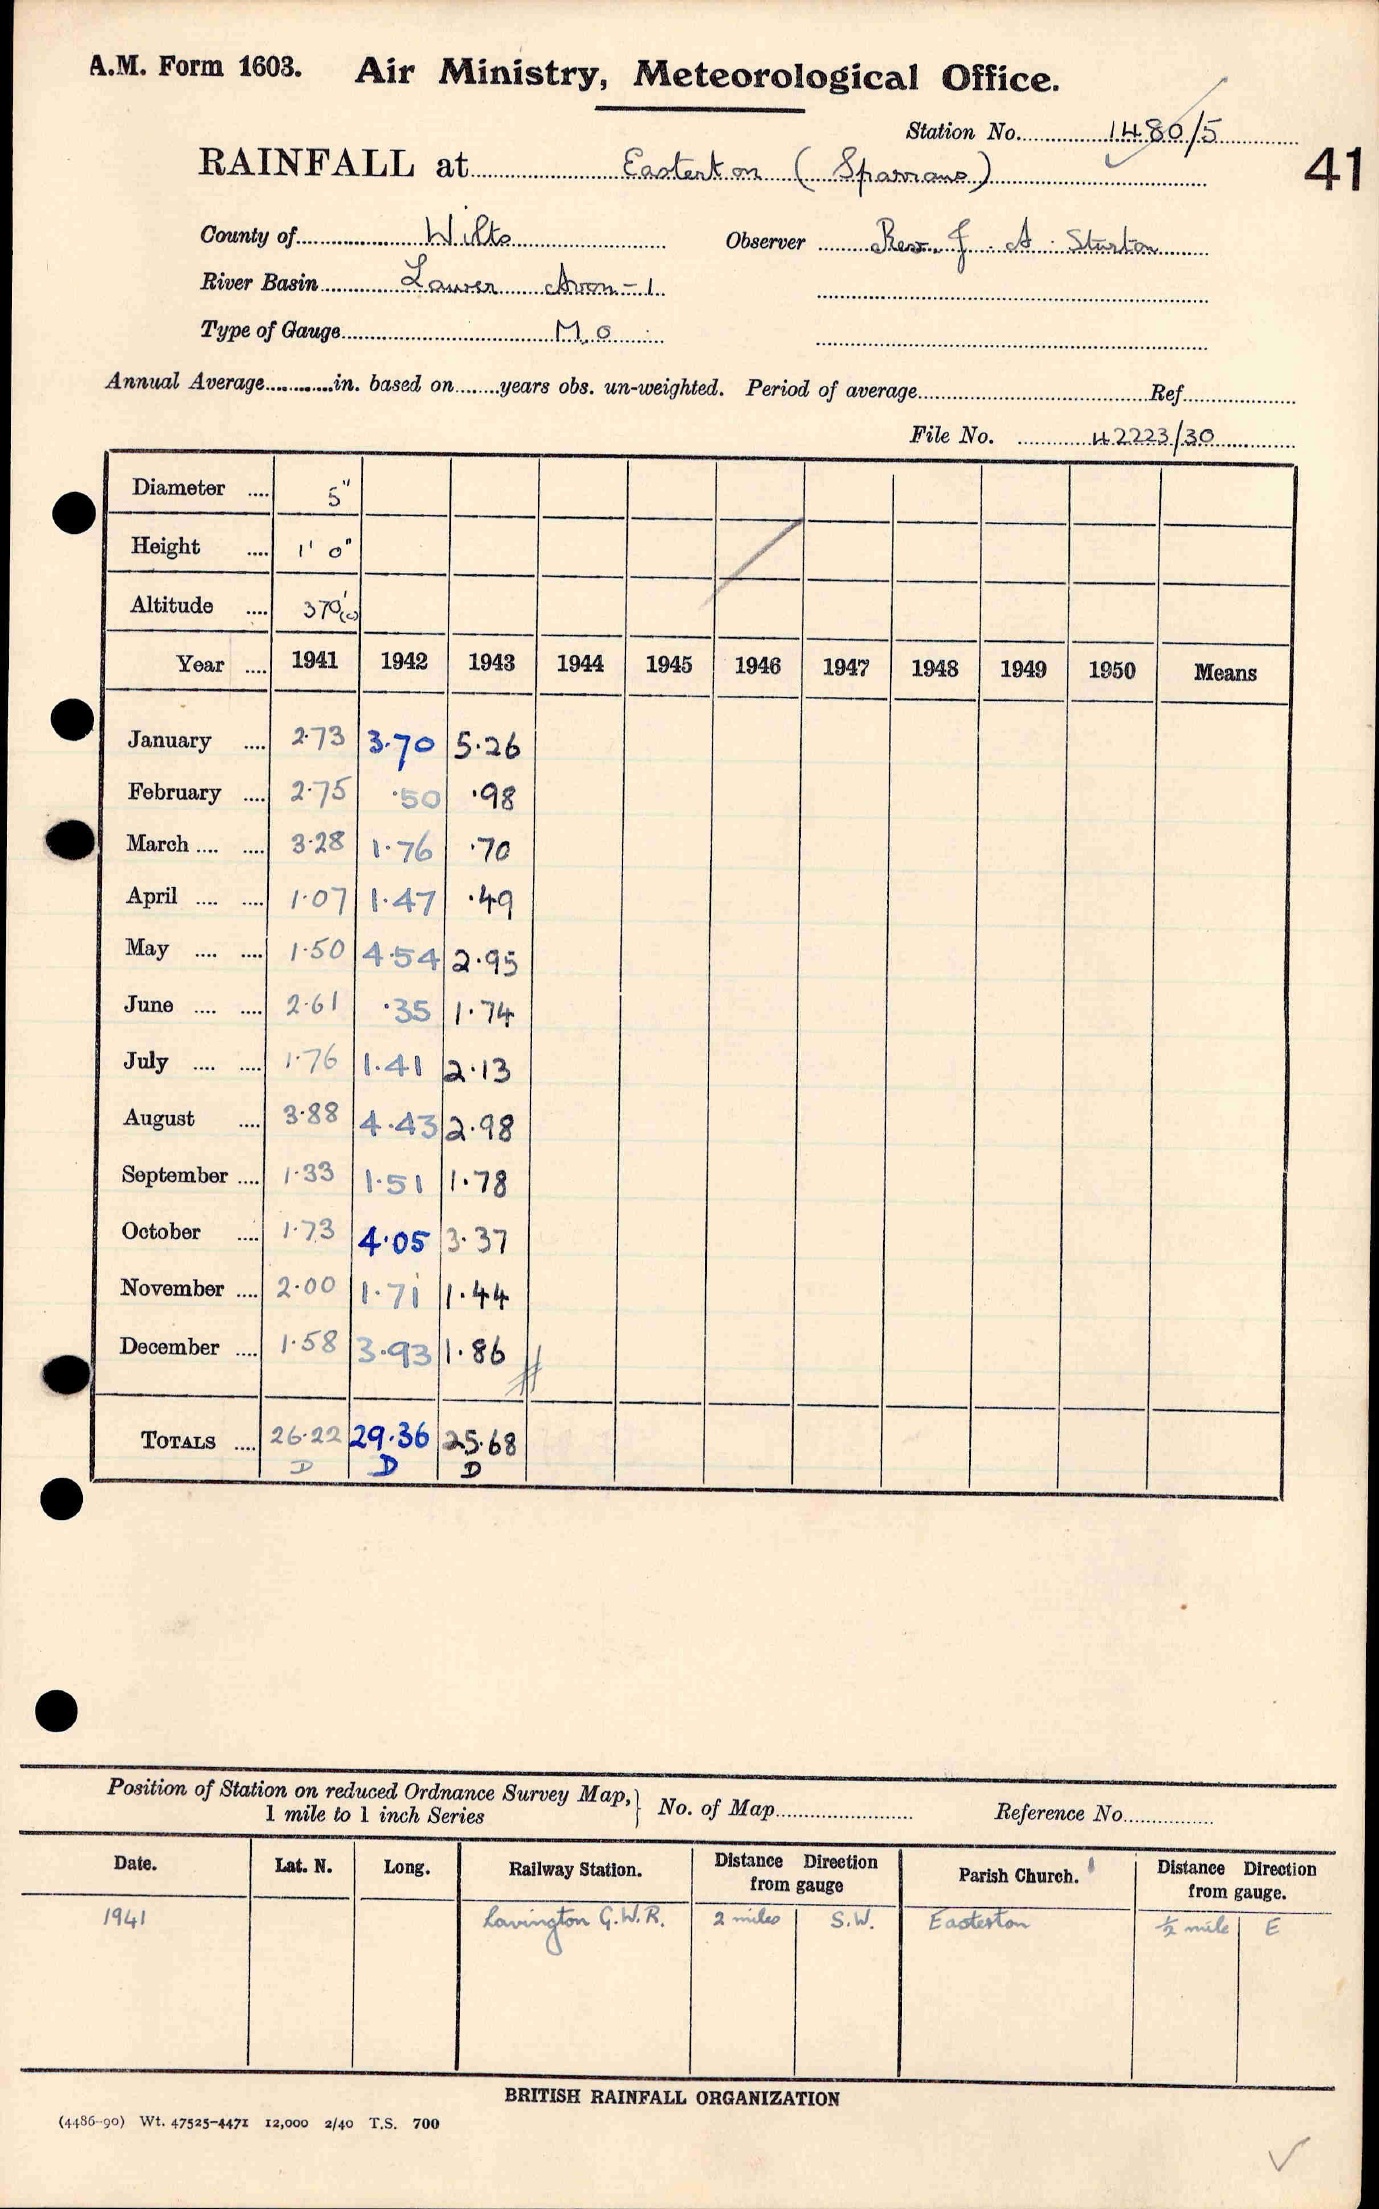 A.M. Form 1603. Air Ministry, Meteorological Office.
Station No. 1480/5
41
RAINFALL at Easterton (Sparrans)
County of Wilts Observer Rev. J. A. Sturton
River Basin Lower Avon-1
Type of Gauge M.O
Annual Average in. based on years obs. un-weighted. Period of average Ref
File No. 42223/30
Diameter .... 5"
Height .... 1' 0"
Altitude .... 370'(c)
Year .... 1941 1942 1943 1944 1945 1946 1947 1948 1949 1950 Means
January .... 2.73 3.70 5.26
February .... 2.75 .50 .98
March .... .... 3.28 1.76 .70
April .... .... 1.07 1.47 .49
May .... .... 1.50 4.54 2.95
June .... .... 2.61 .35 1.74
July .... .... 1.76 1.41 2.13
August .... 3.88 4.43 2.98
September .... 1.33 1.51 1.78
October .... 1.73 4.05 3.37
November .... 2.00 1.71 1.44
December .... 1.58 3.93 1.86
TOTALS .... 26.22 29.36 25.68
D D D
Position of Station on reduced Ordnance Survey Map,
1 mile to 1 inch Series
No. of Map Reference No.
Date. Lat. N. Long. Railway Station. Distance Direction from gauge Parish Church. Distance Direction from gauge.
1941 Lavington G.W.R. 2 miles S.W. Easterton ½ mile E
BRITISH RAINFALL ORGANIZATION
(4486-90) Wt. 47525-4471 12,000 2/40 T.S. 700